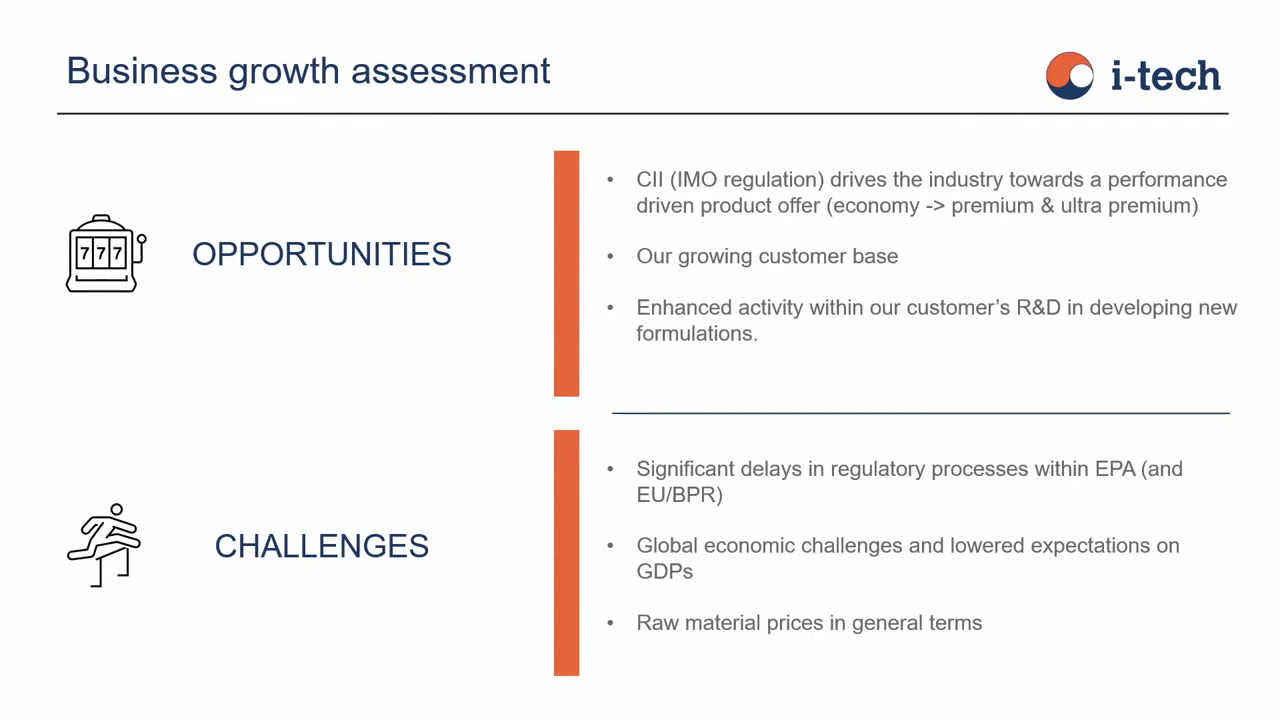 Business growth assessment
i-tech
777
OPPORTUNITIES
• CII (IMO regulation) drives the industry towards a performance
driven product offer (economy -> premium & ultra premium)
• Our growing customer base
• Enhanced activity within our customer’s R&D in developing new
formulations.
CHALLENGES
• Significant delays in regulatory processes within EPA (and
EU/BPR)
• Global economic challenges and lowered expectations on
GDPs
• Raw material prices in general terms